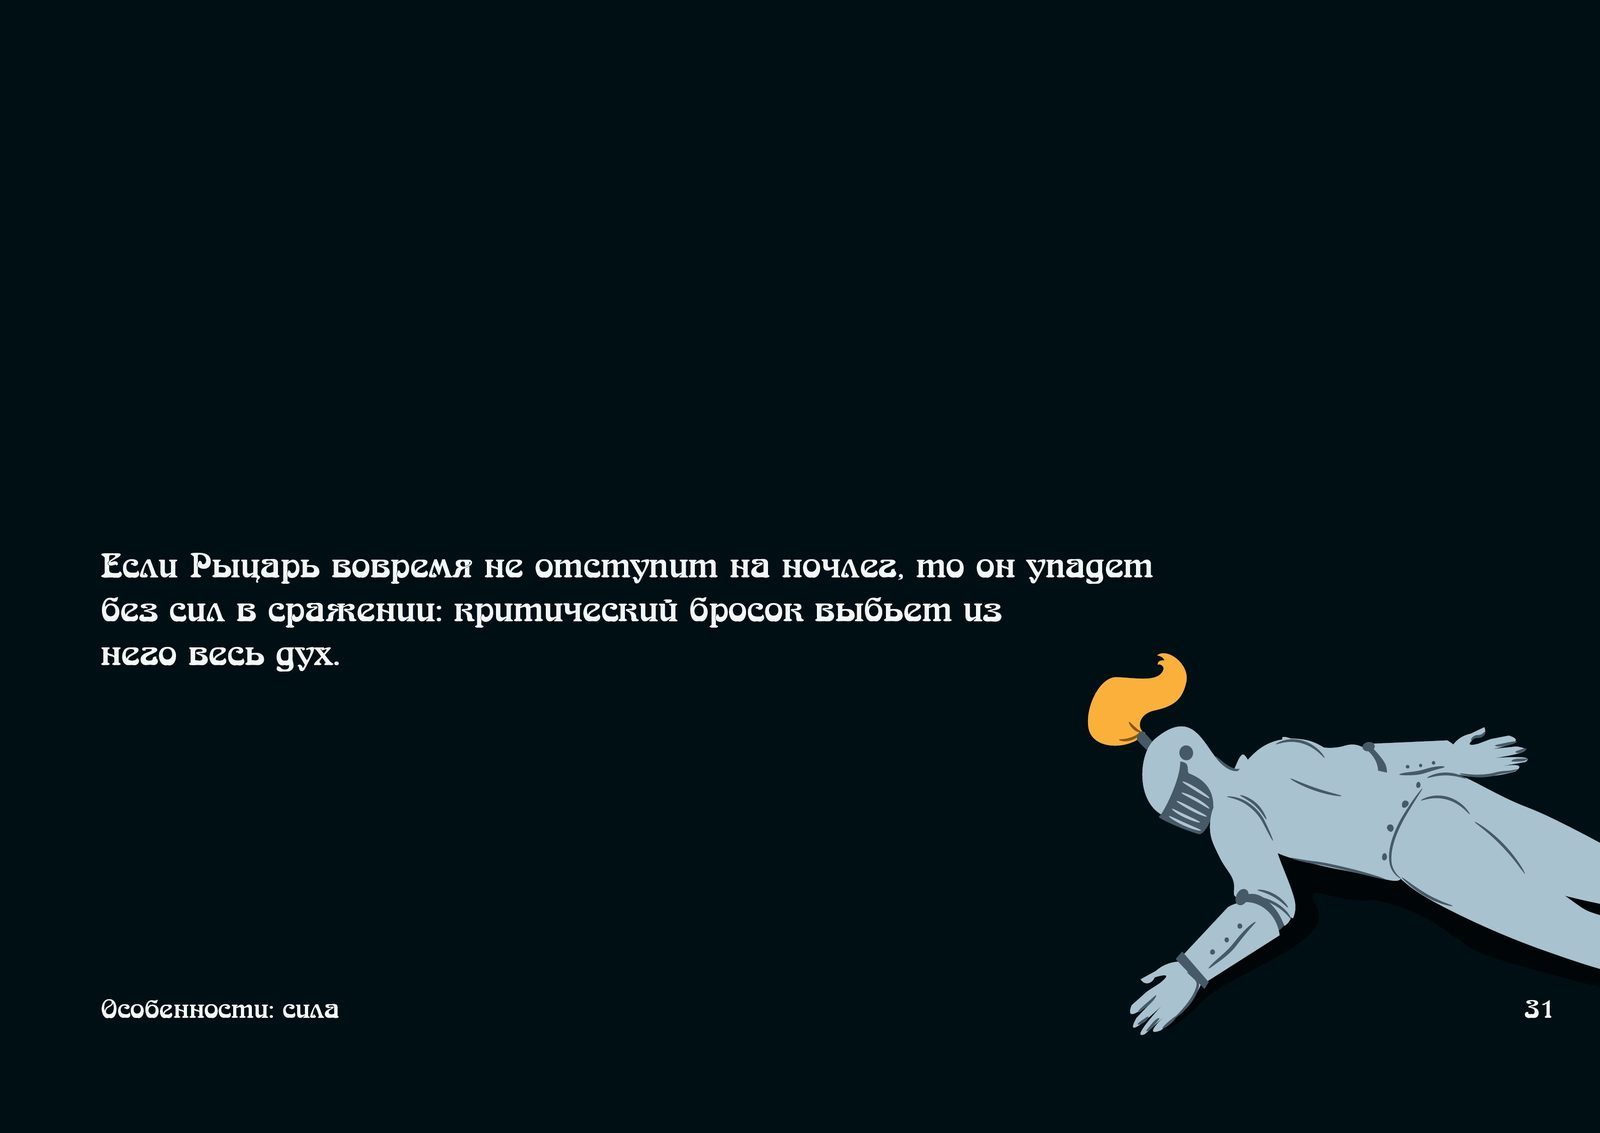 Если Рыцарь вовремя не отступит на ночлег, то он упадет
без сил в сражении: критический бросок выбьет из
него весь дух.
Особенности: сила
31